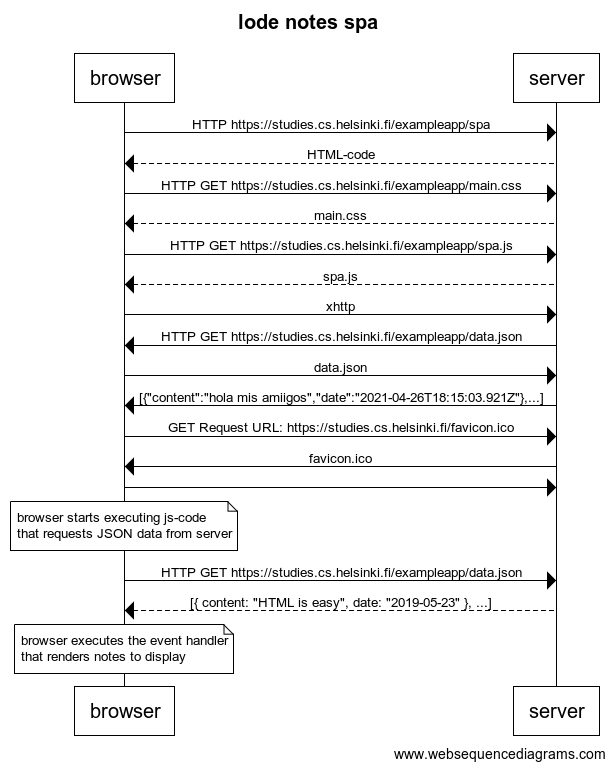 lode notes spa
browser
server
HTTP https://studies.cs.helsinki.fi/exampleapp/spa
HTML-code
HTTP GET https://studies.cs.helsinki.fi/exampleapp/main.css
main.css
HTTP GET https://studies.cs.helsinki.fi/exampleapp/spa.js
spa.js
xhttp
HTTP GET https://studies.cs.helsinki.fi/exampleapp/data.json
data.json
[{"content":"hola mis amiigos","date":"2021-04-26T18:15:03.921Z"},...]
GET Request URL: https://studies.cs.helsinki.fi/favicon.ico
favicon.ico
browser starts executing js-code
that requests JSON data from server
HTTP GET https://studies.cs.helsinki.fi/exampleapp/data.json
[{ content: "HTML is easy", date: "2019-05-23" }, ...]
browser executes the event handler
that renders notes to display
browser
server
www.websequencediagrams.com